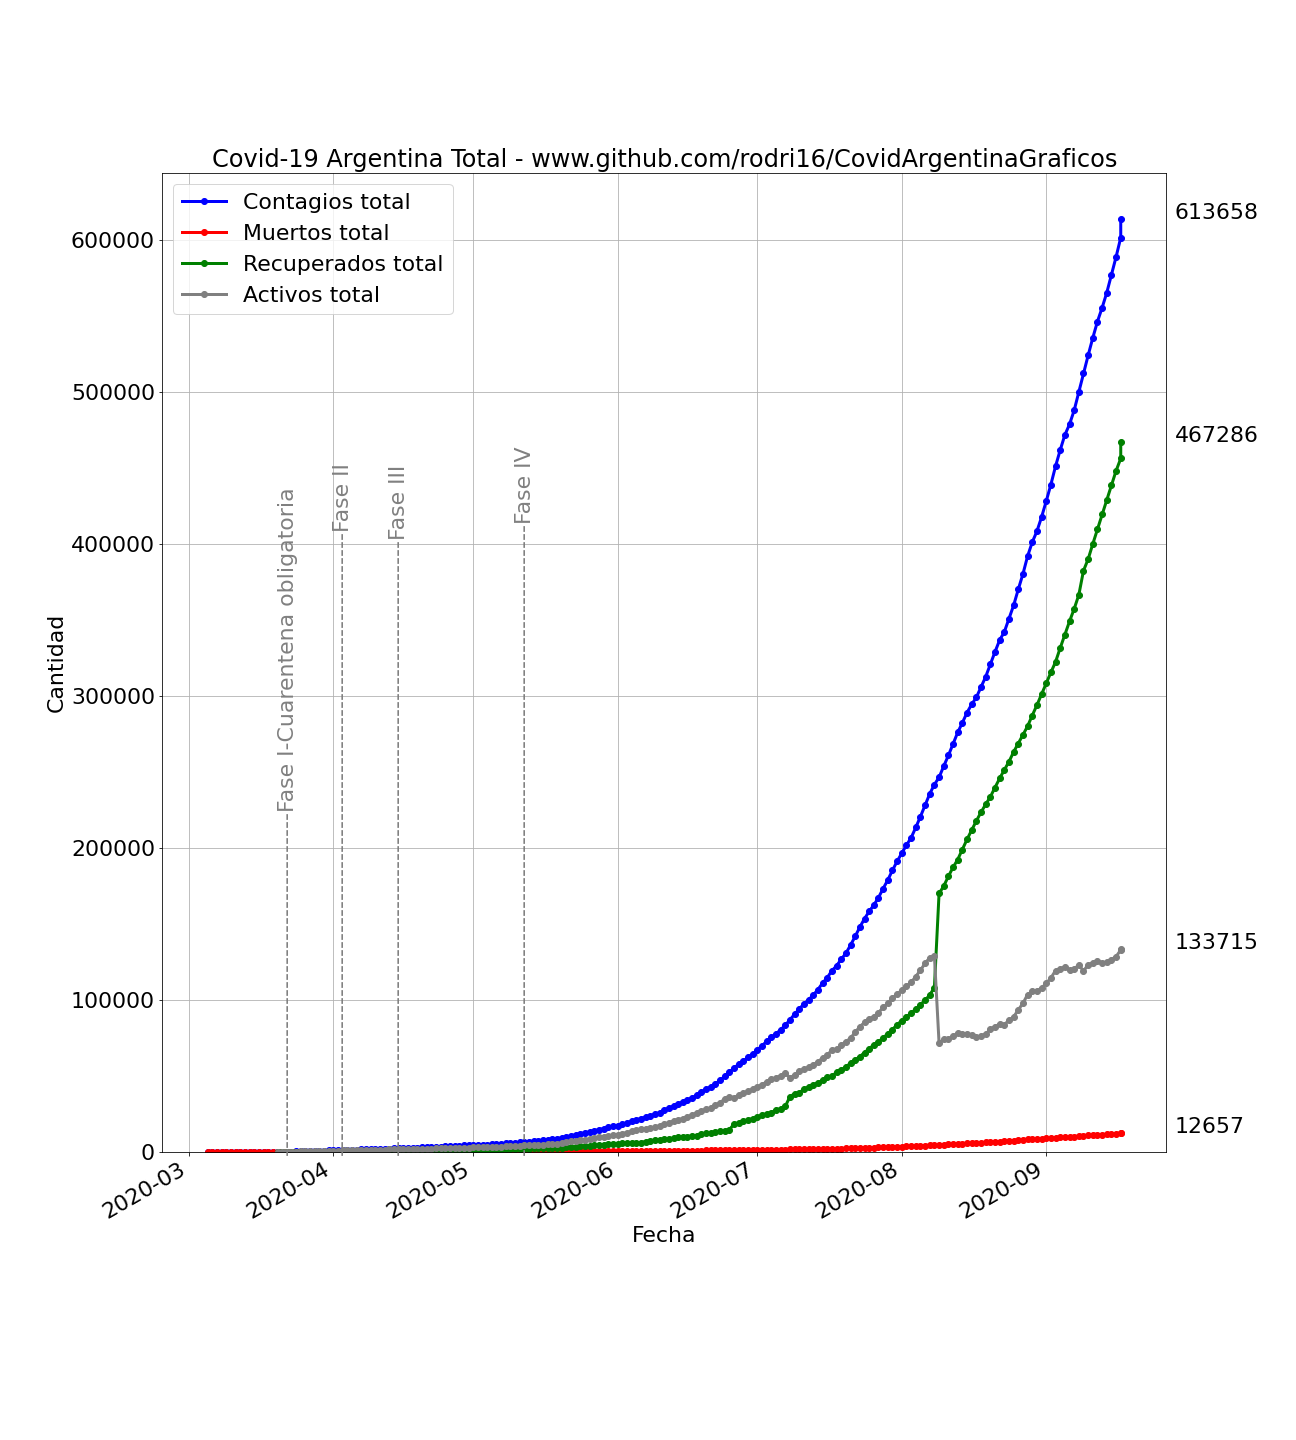 Covid-19 Argentina Total - www.github.com/rodri16/CovidArgentinaGraficos
Contagios total
Muertos total
Recuperados total
Activos total
613658
467286
133715
12657
600000
500000
400000
300000
200000
100000
0
Cantidad
Fase I-Cuarentena obligatoria
Fase II
Fase III
Fase IV
2020-03
2020-04
2020-05
2020-06
2020-07
2020-08
2020-09
Fecha